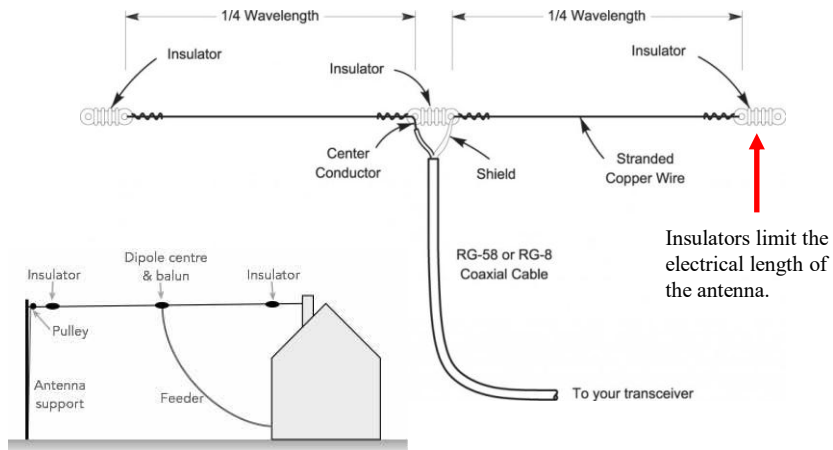 1/4 Wavelength
1/4 Wavelength
Insulator
Insulator
Insulator
Center
Conductor
Shield
Stranded
Copper Wire
RG-58 or RG-8
Coaxial Cable
Insulators limit the
electrical length of
the antenna.
To your transceiver
Dipole centre
& balun
Insulator
Insulator
Pulley
Antenna
support
Feeder